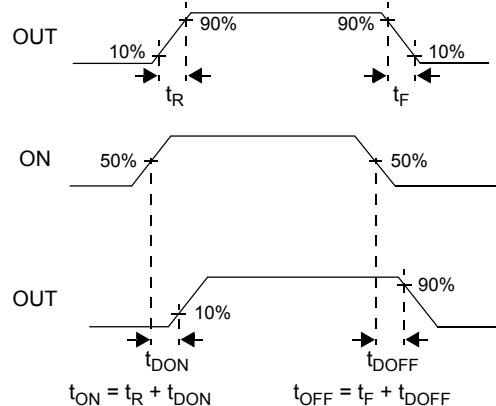 OUT
10% 90% 90% 10%
tR tF
ON
50% 50%
OUT
10% 90%
tDON tDOFF
tON = tR + tDON tOFF = tF + tDOFF